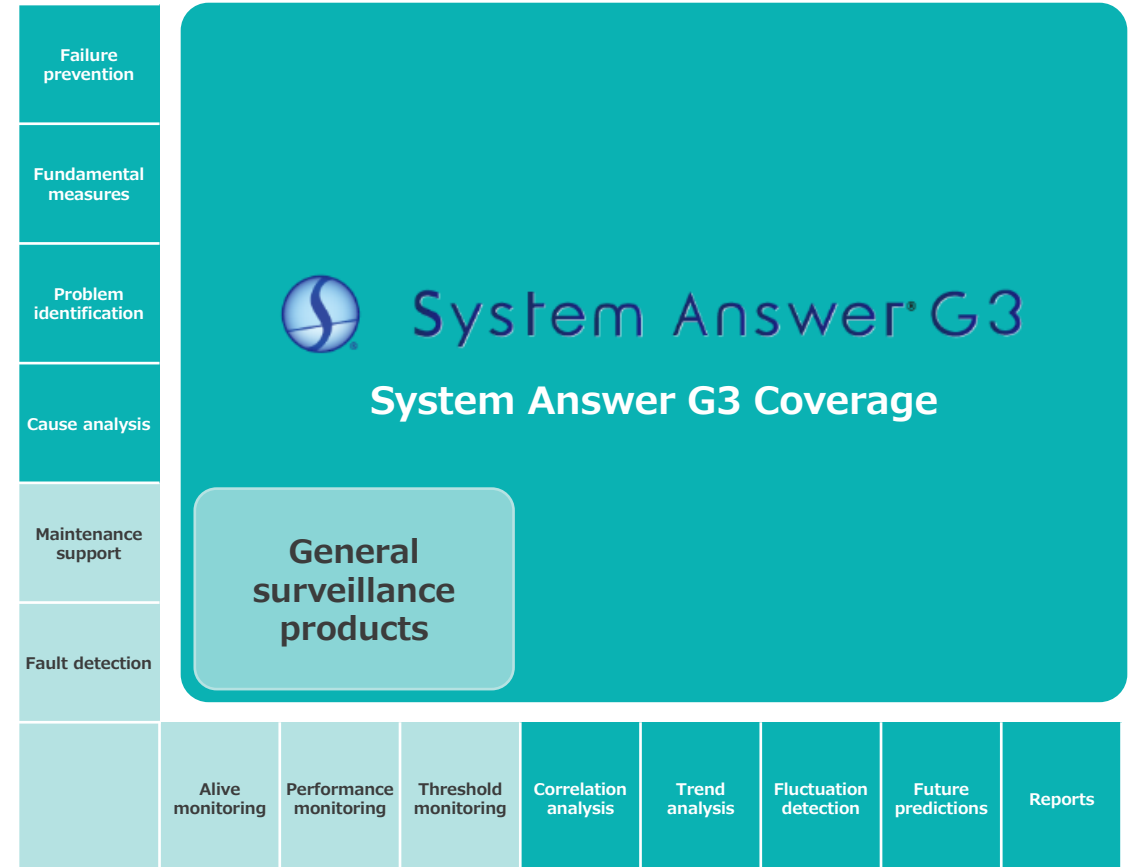 Failure
prevention
Fundamental
measures
Problem
identification
Cause analysis
Maintenance
support
Fault detection
System Answer® G3
System Answer G3 Coverage
General
surveillance
products
Alive
monitoring
Performance
monitoring
Threshold
monitoring
Correlation
analysis
Trend
analysis
Fluctuation
detection
Future
predictions
Reports